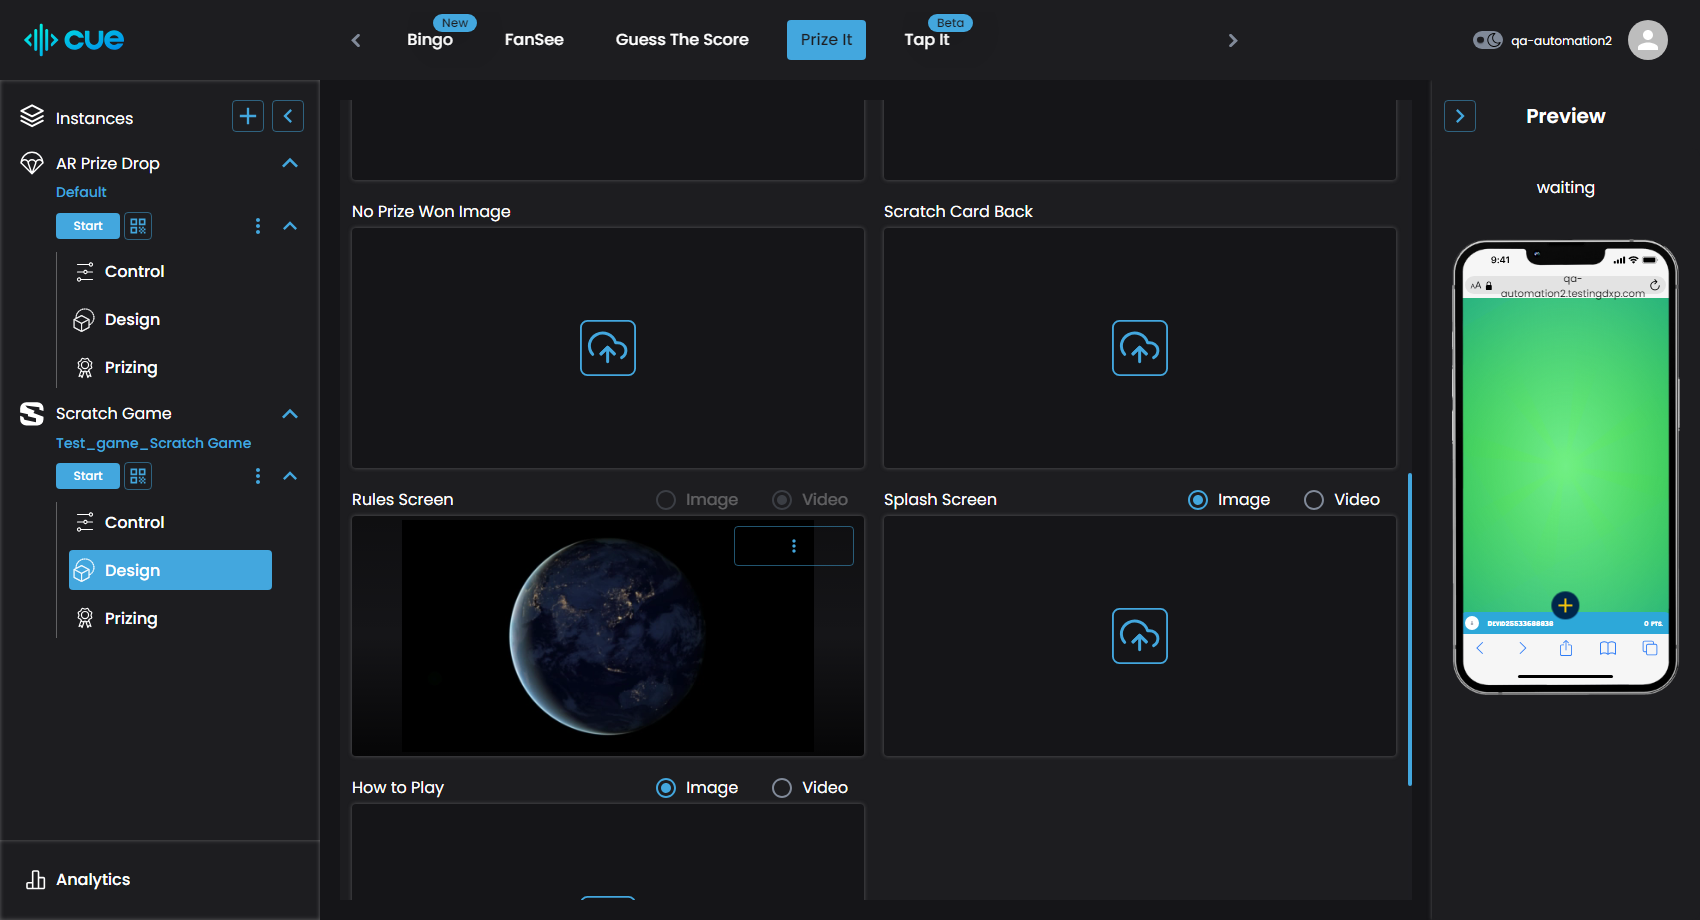 cue
Bingo
New
FanSee
Guess The Score
Prize It
Tap It
Beta
qa-automation2
Instances
AR Prize Drop
Default
Start
Control
Design
Prizing
Scratch Game
Test_game_Scratch Game
Start
Control
Design
Prizing
Analytics
No Prize Won Image
Scratch Card Back
Rules Screen
Image
Video
Splash Screen
Image
Video
How to Play
Image
Video
Preview
waiting
9:41
AA
qa-
automation2.testingdxp.com
0 PTS.